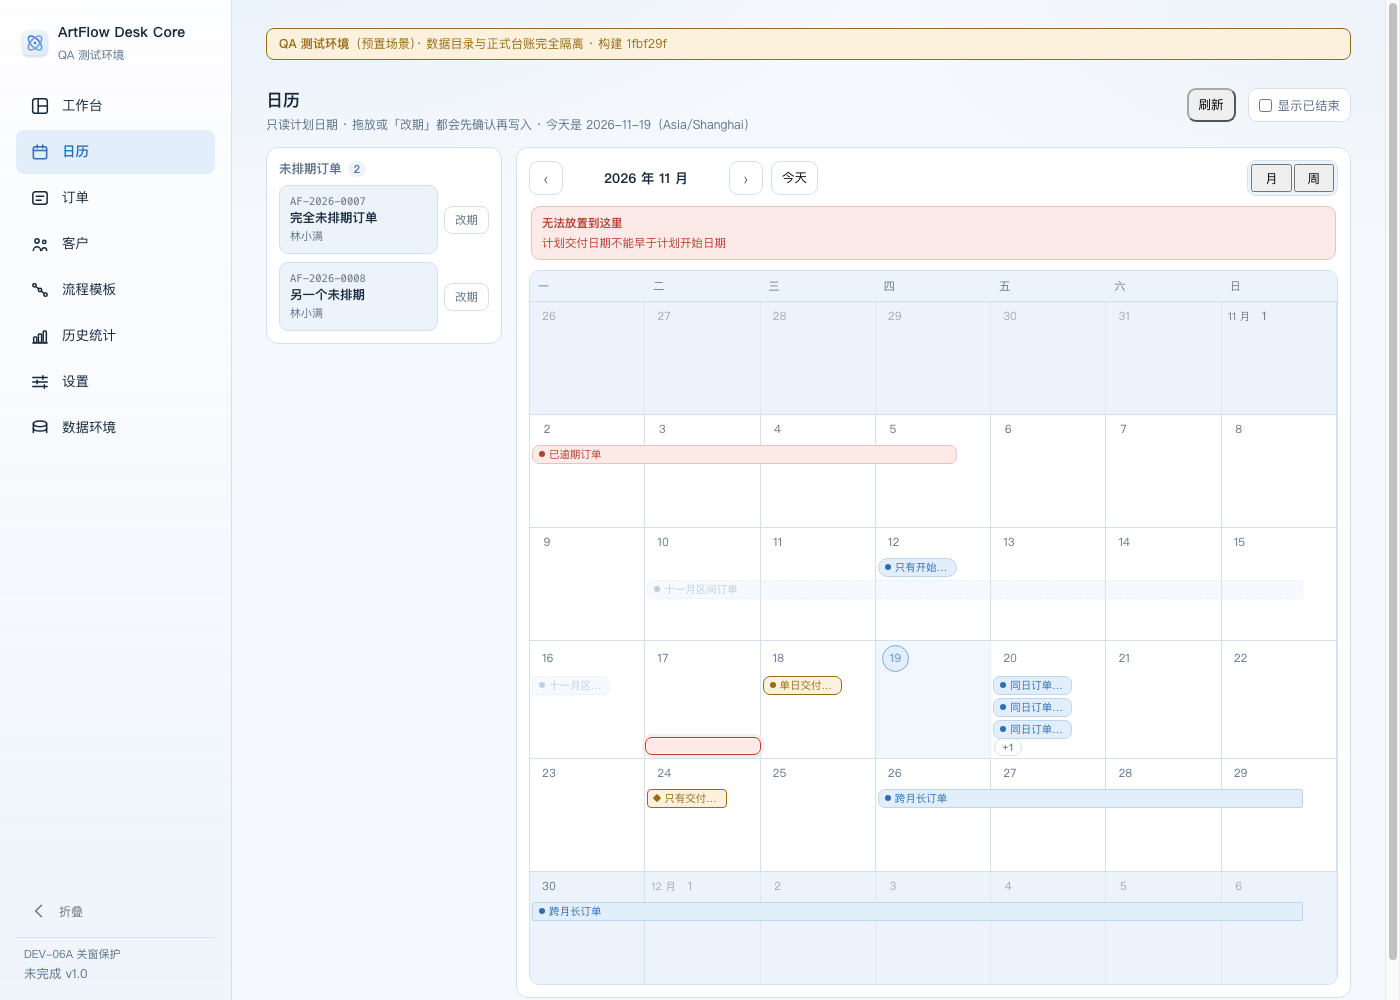 ArtFlow Desk Core
QA 测试环境
工作台
日历
订单
客户
流程模板
历史统计
设置
数据环境
折叠
DEV-06A 关窗保护
未完成 v1.0
QA 测试环境（预置场景）· 数据目录与正式台账完全隔离 · 构建 1fbf29f
日历
只读计划日期 · 拖放或「改期」都会先确认再写入 · 今天是 2026-11-19（Asia/Shanghai）
刷新
显示已结束
未排期订单 2
AF-2026-0007
完全未排期订单
林小满
改期
AF-2026-0008
另一个未排期
林小满
改期
‹ 2026 年 11 月 › 今天
月 周
无法放置到这里
计划交付日期不能早于计划开始日期
一 二 三 四 五 六 日
26 27 28 29 30 31 11 月 1
2 3 4 5 6 7 8
已逾期订单
9 10 11 12 13 14 15
只有开始...
十一月区间订单
16 17 18 19 20 21 22
十一月区... 单日交付... 同日订单...
同日订单...
同日订单...
+1
23 24 25 26 27 28 29
只有交付... 跨月长订单
30 12 月 1 2 3 4 5 6
跨月长订单